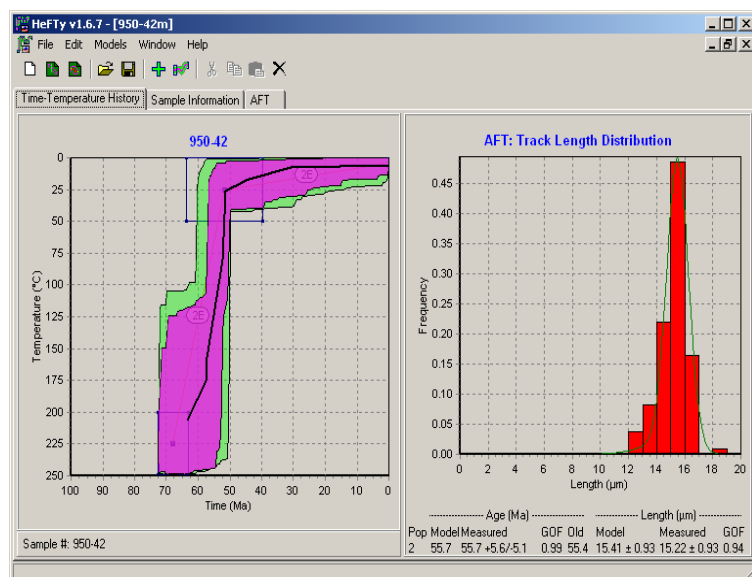 HeFTy v1.6.7 - [950-42m]
File Edit Models Window Help
Time-Temperature History Sample Information AFT
950-42
0
25
50
75
100
125
150
175
200
225
250
Temperature (°C)
2E
2E
100 90 80 70 60 50 40 30 20 10 0
Time (Ma)
Sample #: 950-42
AFT: Track Length Distribution
0.45
0.40
0.35
0.30
0.25
0.20
0.15
0.10
0.05
0.00
Frequency
0 2 4 6 8 10 12 14 16 18 20
Length (µm)
Age (Ma) Length (µm)
Pop Model Measured GOF Old Model Measured GOF
2 55.7 55.7 +5.6/-5.1 0.99 55.4 15.41 ± 0.93 15.22 ± 0.93 0.94